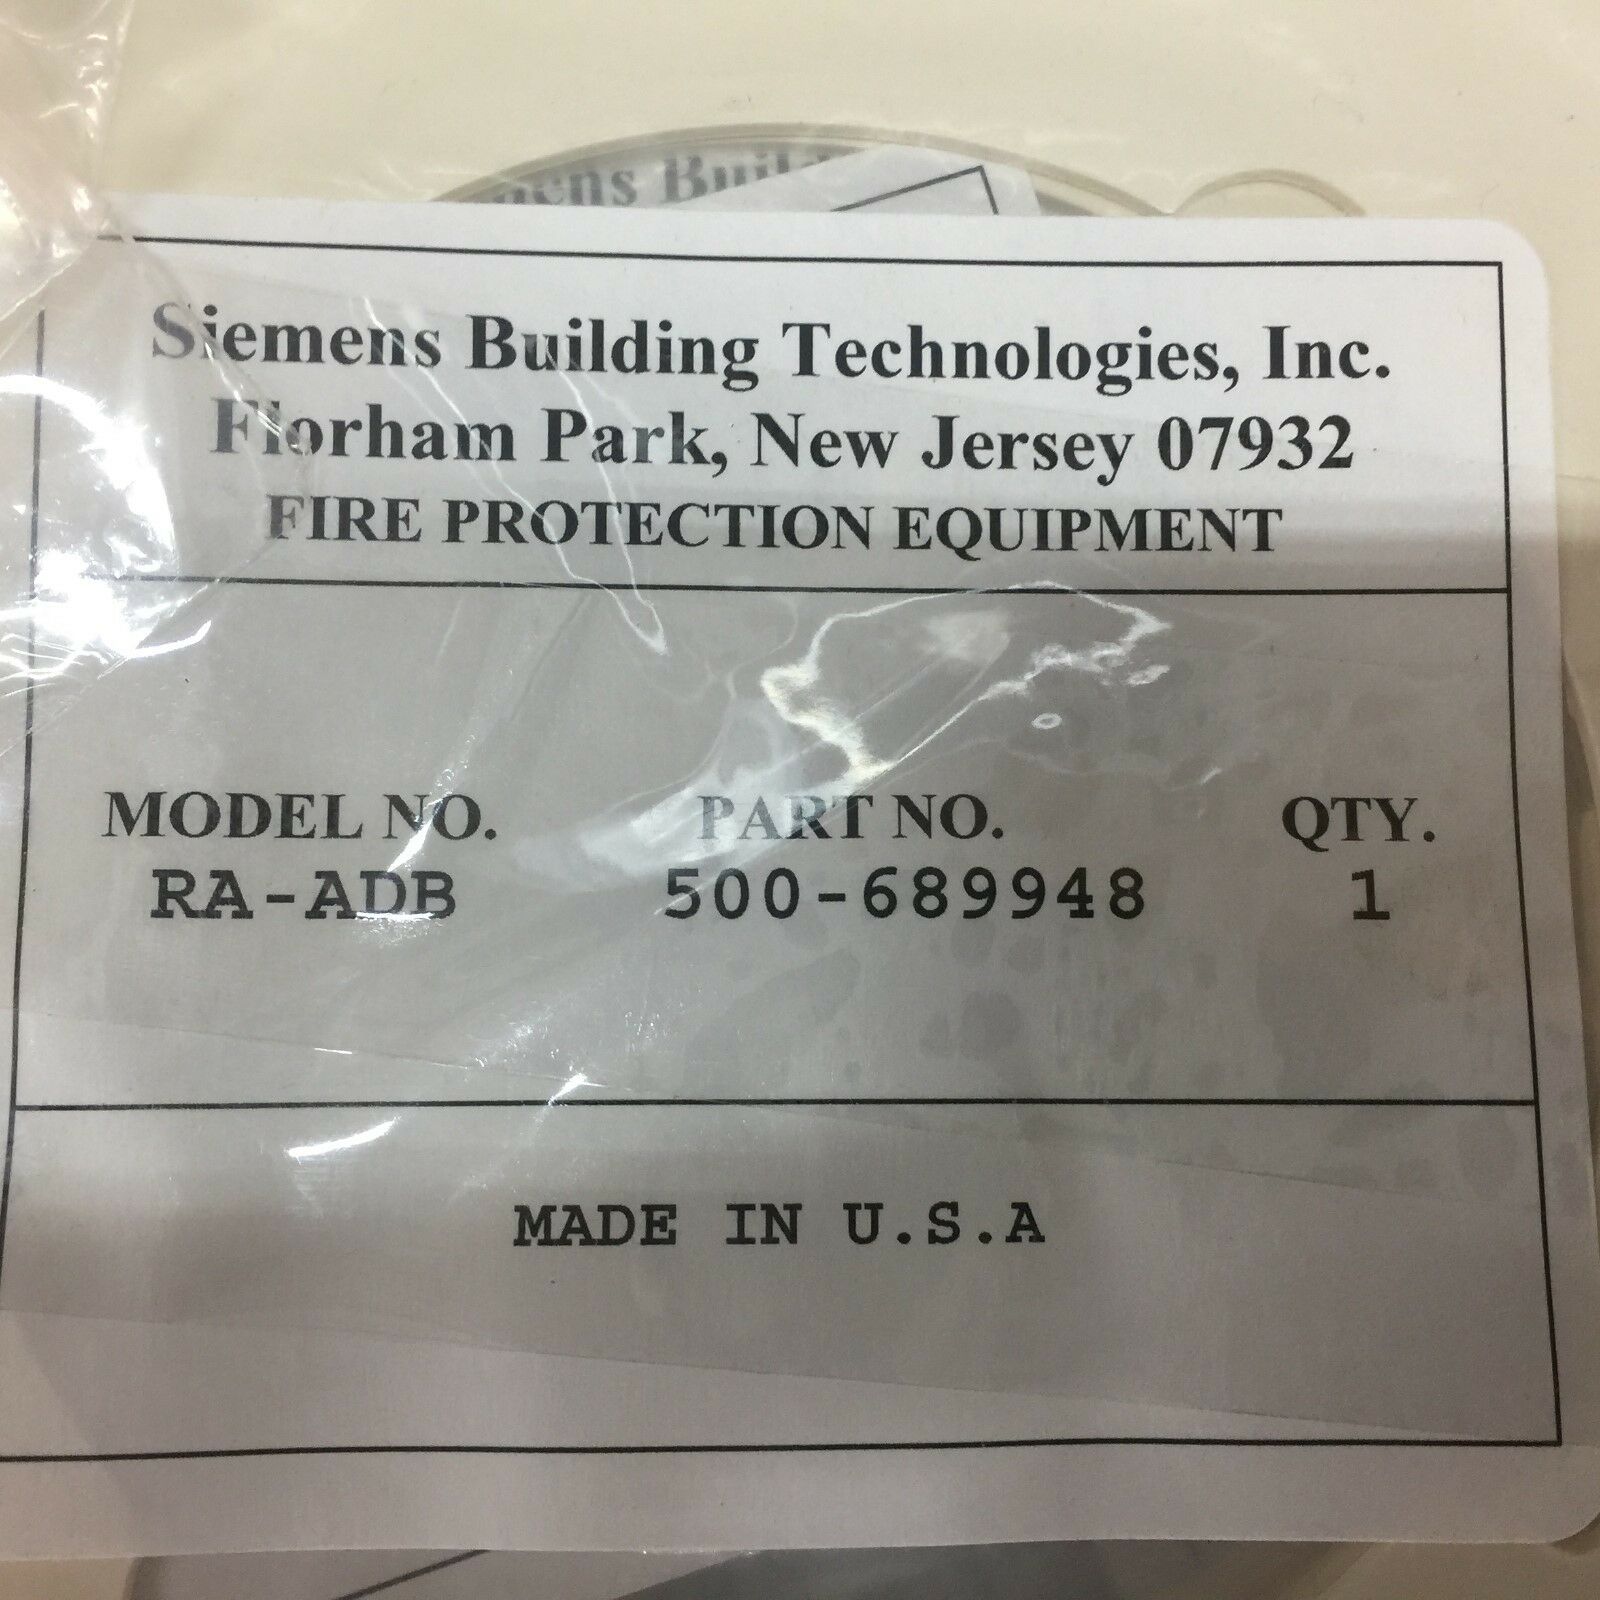 Siemens Building Technologies, Inc.
Florham Park, New Jersey 07932
FIRE PROTECTION EQUIPMENT
MODEL NO. PART NO. QTY.
RA-ADB 500-689948 1
MADE IN U.S.A